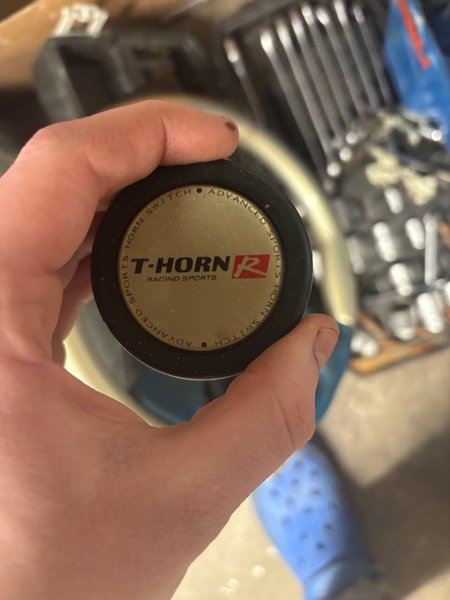 ADVANCED SPORTS HORN SWITCH
T-HORN R
RACING SPORTS
ADVANCED SPORTS HORN SWITCH